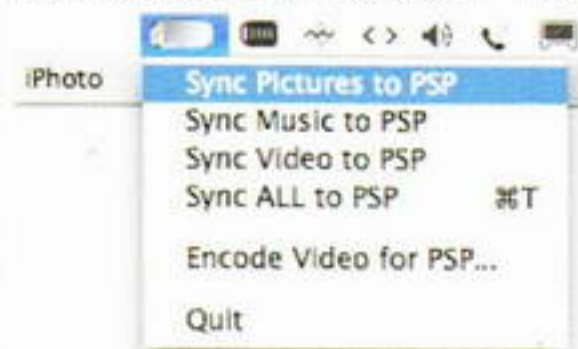 iPhoto
Sync Pictures to PSP
Sync Music to PSP
Sync Video to PSP
Sync ALL to PSP ⌘T
Encode Video for PSP...
Quit